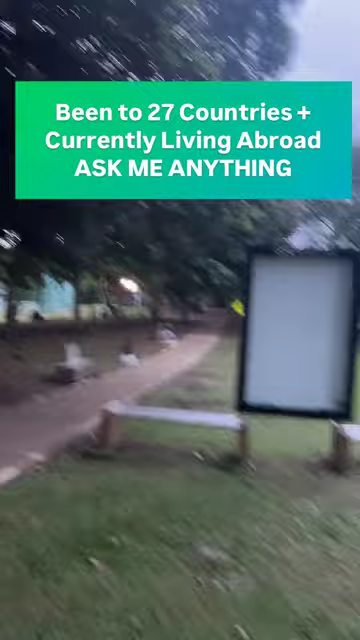 Been to 27 Countries +
Currently Living Abroad
ASK ME ANYTHING